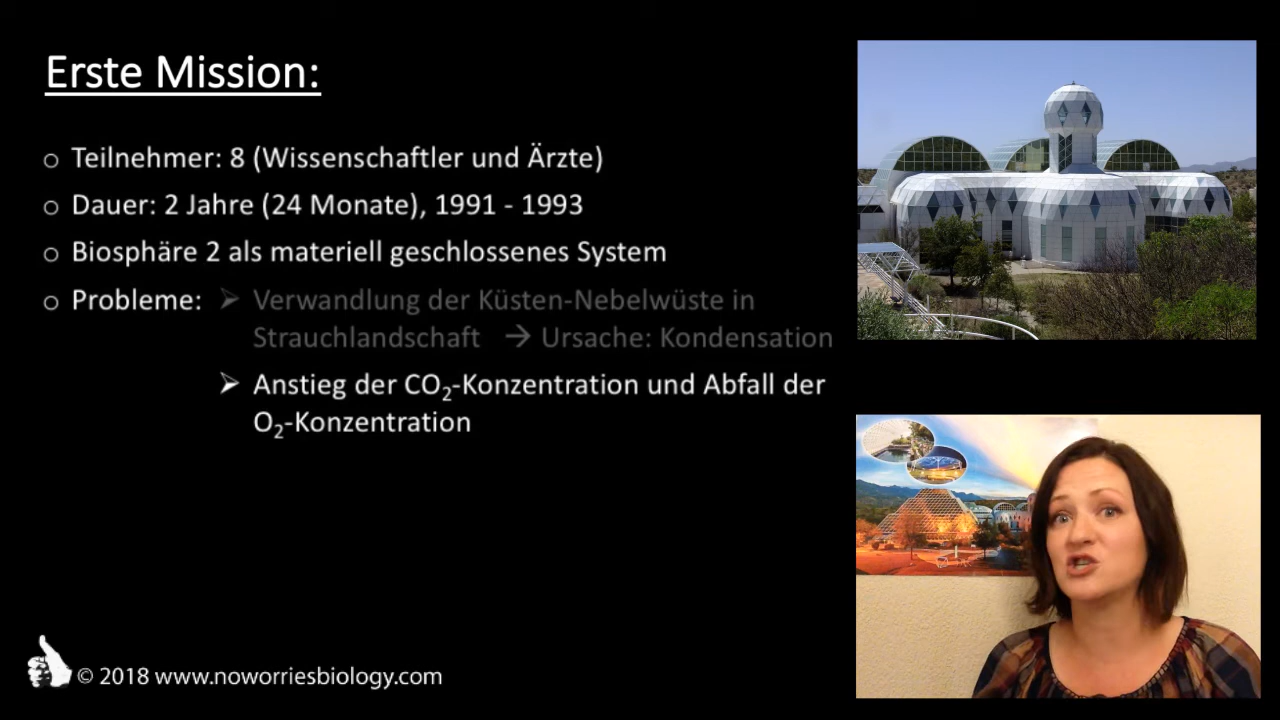 Erste Mission:
○ Teilnehmer: 8 (Wissenschaftler und Ärzte)
○ Dauer: 2 Jahre (24 Monate), 1991 - 1993
○ Biosphäre 2 als materiell geschlossenes System
○ Probleme: ➢ Verwandlung der Küsten-Nebelwüste in
Strauchlandschaft → Ursache: Kondensation
➢ Anstieg der CO₂-Konzentration und Abfall der
O₂-Konzentration
© 2018 www.noworriesbiology.com